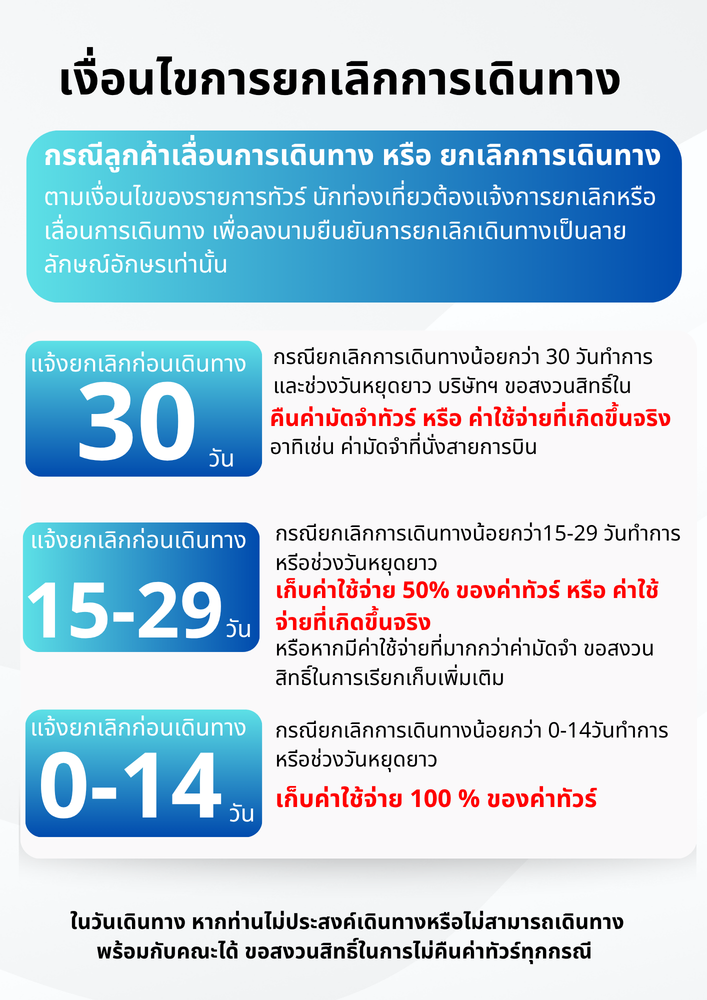 เงื่อนไขการยกเลิกการเดินทาง
กรณีลูกค้าเลื่อนการเดินทาง หรือ ยกเลิกการเดินทาง
ตามเงื่อนไขของรายการทัวร์ นักท่องเที่ยวต้องแจ้งการยกเลิกหรือ
เลื่อนการเดินทาง เพื่อลงนามยืนยันการยกเลิกเดินทางเป็นลาย
ลักษณ์อักษรเท่านั้น
แจ้งยกเลิกก่อนเดินทาง
30 วัน
กรณียกเลิกการเดินทางน้อยกว่า 30 วันทำการ
และช่วงวันหยุดยาว บริษัทฯ ขอสงวนสิทธิ์ใน
คืนค่ามัดจำทัวร์ หรือ ค่าใช้จ่ายที่เกิดขึ้นจริง
อาทิเช่น ค่ามัดจำที่นั่งสายการบิน
แจ้งยกเลิกก่อนเดินทาง
15-29 วัน
กรณียกเลิกการเดินทางน้อยกว่า15-29 วันทำการ
หรีอช่วงวันหยุดยาว
เก็บค่าใช้จ่าย 50% ของค่าทัวร์ หรือ ค่าใช้
จ่ายที่เกิดขึ้นจริง
หรือหากมีค่าใช้จ่ายที่มากกว่าค่ามัดจำ ขอสงวน
สิทธิ์ในการเรียกเก็บเพิ่มเติม
แจ้งยกเลิกก่อนเดินทาง
0-14 วัน
กรณียกเลิกการเดินทางน้อยกว่า 0-14วันทำการ
หรีอช่วงวันหยุดยาว
เก็บค่าใช้จ่าย 100 % ของค่าทัวร์
ในวันเดินทาง หากท่านไม่ประสงค์เดินทางหรือไม่สามารถเดินทาง
พร้อมกับคณะได้ ขอสงวนสิทธิ์ในการไม่คืนค่าทัวร์ทุกกรณี